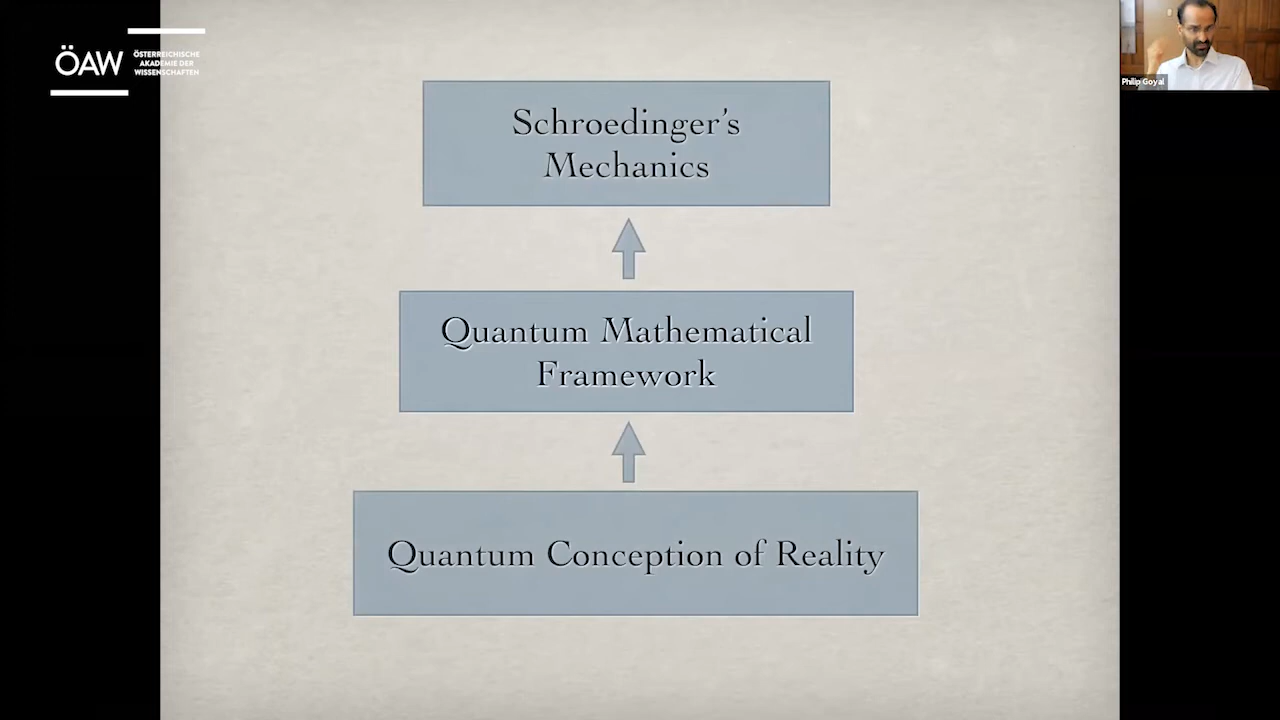 ÖAW
ÖSTERREICHISCHE
AKADEMIE DER
WISSENSCHAFTEN
Philip Goyal
Schroedinger's
Mechanics
Quantum Mathematical
Framework
Quantum Conception of Reality